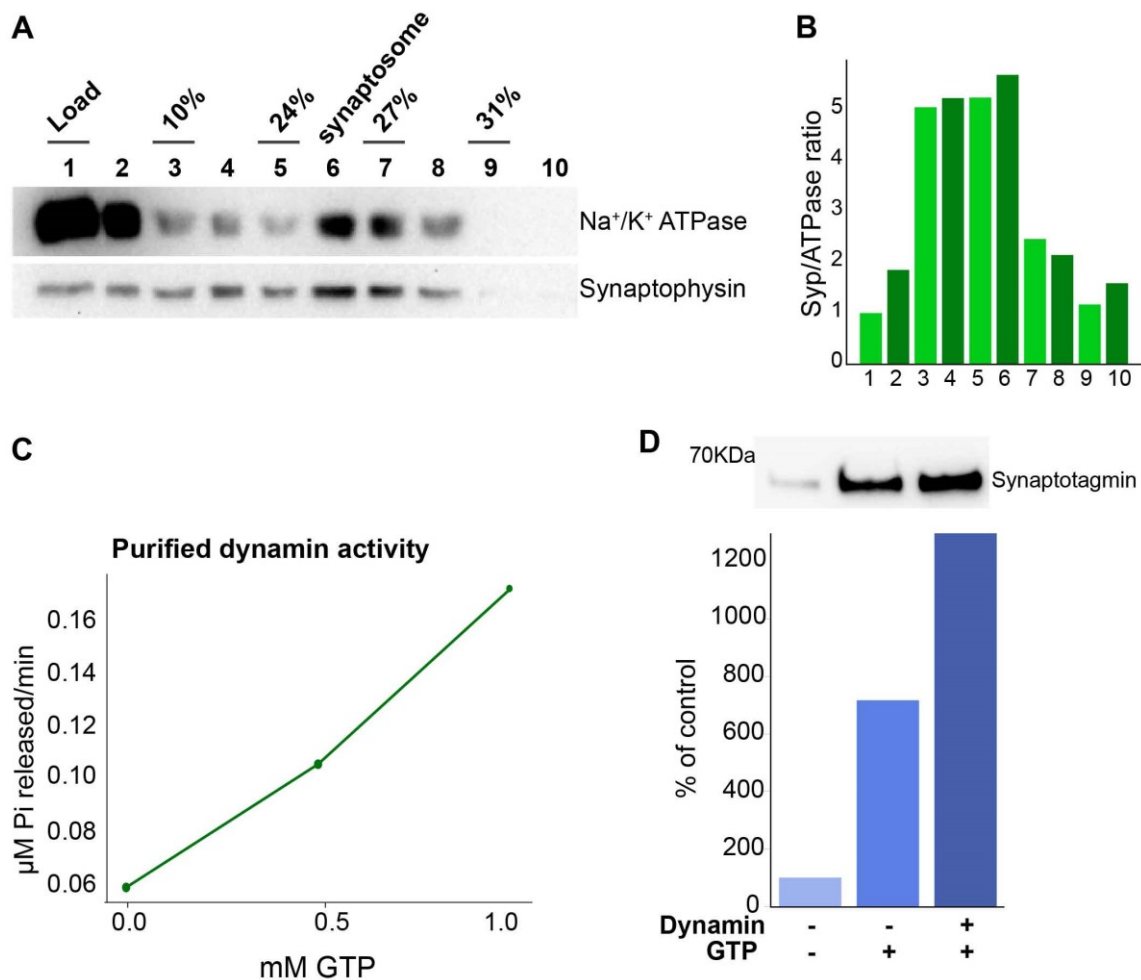 A
Load
10%
24%
synaptosome
27%
31%
1 2 3 4 5 6 7 8 9 10
Na⁺/K⁺ ATPase
Synaptophysin
B
Syp/ATPase ratio
5
4
3
2
1
0
1 2 3 4 5 6 7 8 9 10
C
Purified dynamin activity
µM Pi released/min
0.16
0.14
0.12
0.10
0.08
0.06
0.0 0.5 1.0
mM GTP
D
70KDa
Synaptotagmin
% of control
1200
1000
800
600
400
200
0
Dynamin - - +
GTP - + +